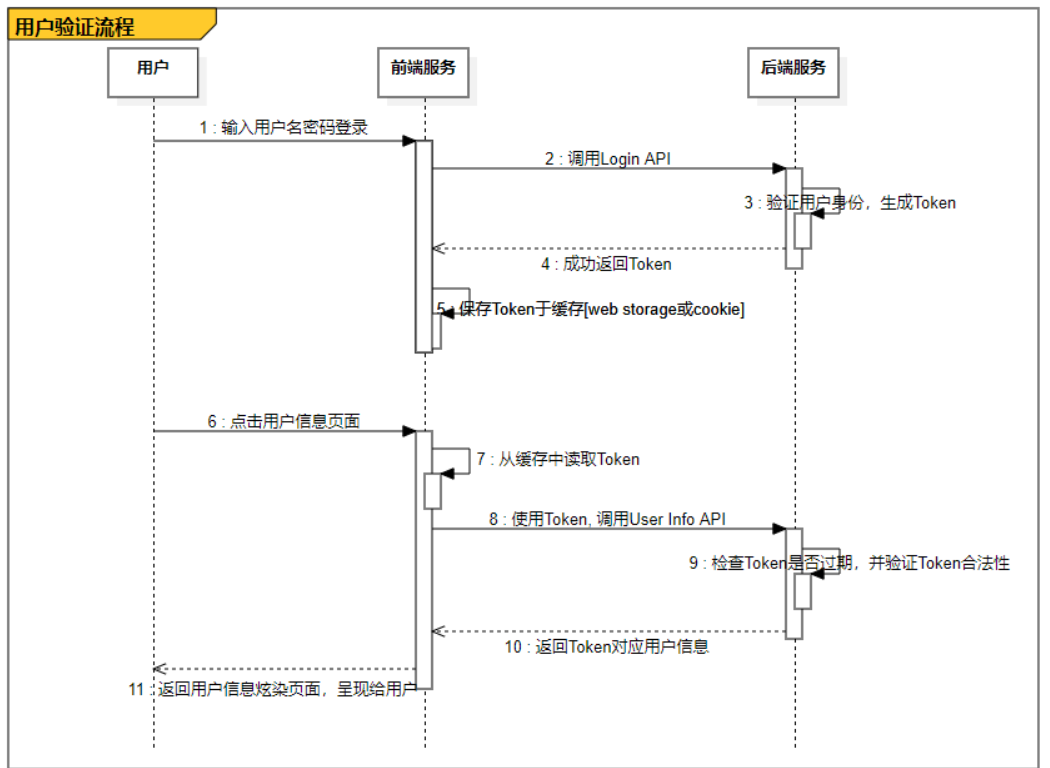 用户验证流程
用户
前端服务
后端服务
1 : 输入用户名密码登录
2 : 调用Login API
3 : 验证用户身份，生成Token
4 : 成功返回Token
5 : 保存Token于缓存[web storage或cookie]
6 : 点击用户信息页面
7 : 从缓存中读取Token
8 : 使用Token, 调用User Info API
9 : 检查Token是否过期，并验证Token合法性
10 : 返回Token对应用户信息
11 : 返回用户信息炫染页面，呈现给用户